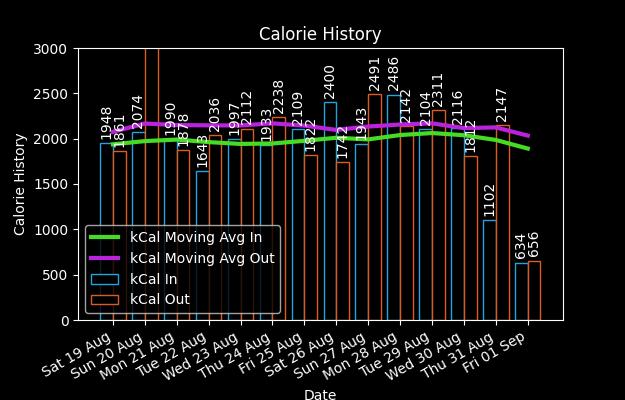 Calorie History
3000
2500
2000
1500
1000
500
0
Calorie History
1948
1861
2074
1990
1878
1643
2036
1997
2112
1933
2238
2109
1822
2400
1742
1943
2491
2486
2142
2104
2311
2116
1812
1102
2147
634
656
kCal Moving Avg In
kCal Moving Avg Out
kCal In
kCal Out
Sat 19 Aug
Sun 20 Aug
Mon 21 Aug
Tue 22 Aug
Wed 23 Aug
Thu 24 Aug
Fri 25 Aug
Sat 26 Aug
Sun 27 Aug
Mon 28 Aug
Tue 29 Aug
Wed 30 Aug
Thu 31 Aug
Fri 01 Sep
Date